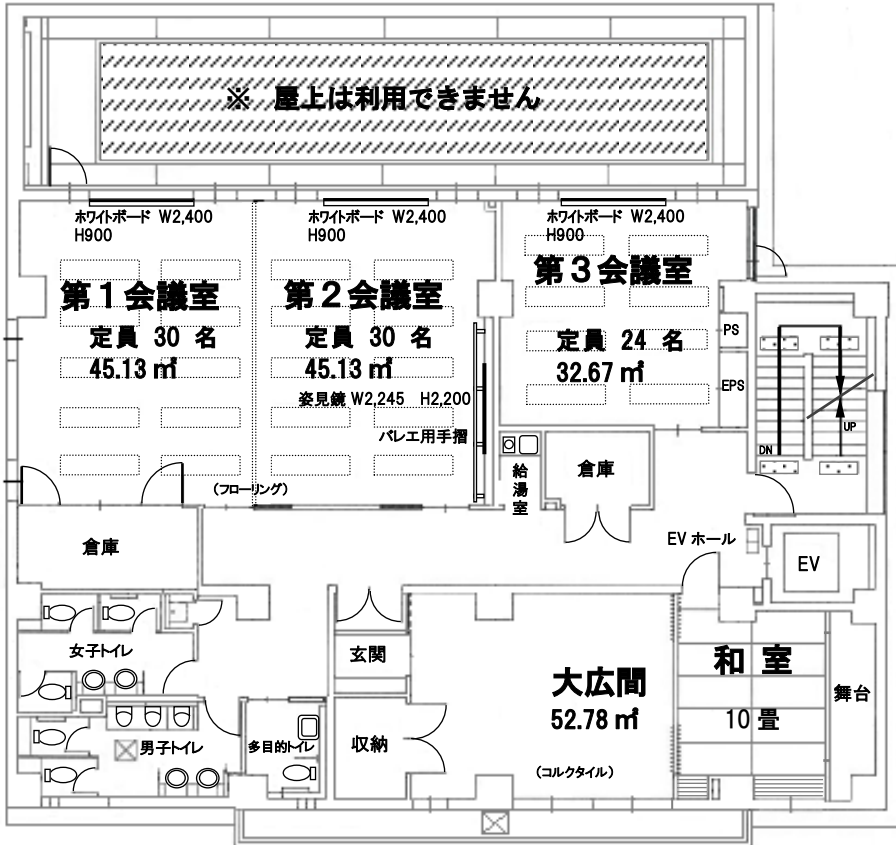 ※　屋上は利用できません
ホワイトボード W2,400
H900
ホワイトボード W2,400
H900
ホワイトボード W2,400
H900
第１会議室
定員 30 名
45.13 ㎡
第２会議室
定員 30 名
45.13 ㎡
姿見鏡 W2,245　H2,200
バレエ用手摺
第３会議室
定員 24 名
32.67 ㎡
PS
EPS
DN
UP
(フローリング)
給湯室
倉庫
EV ホール
EV
倉庫
女子トイレ
男子トイレ
多目的トイレ
玄関
収納
大広間
52.78 ㎡
(コルクタイル)
和 室
10 畳
舞台